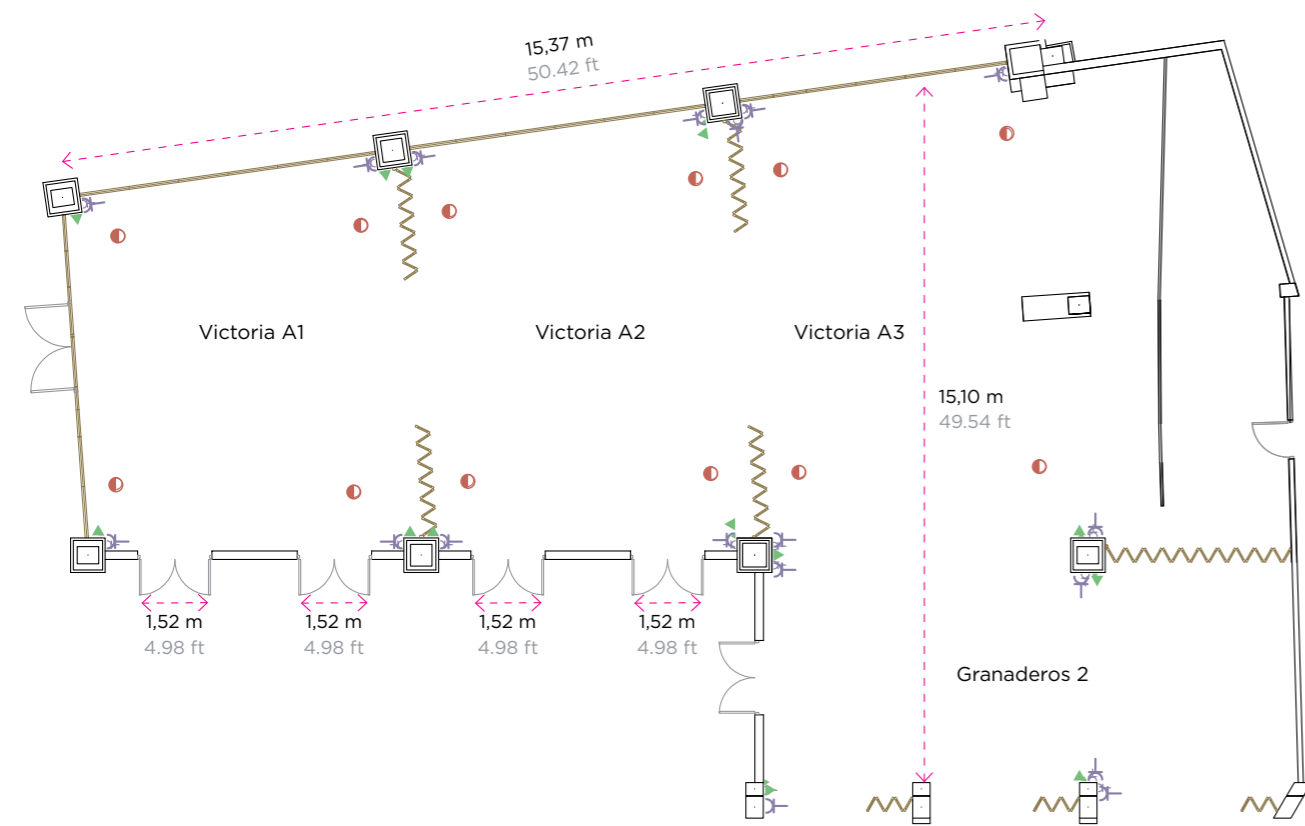 15,37 m
50.42 ft
Victoria A1
Victoria A2
Victoria A3
15,10 m
49.54 ft
1,52 m
4.98 ft
1,52 m
4.98 ft
1,52 m
4.98 ft
1,52 m
4.98 ft
Granaderos 2